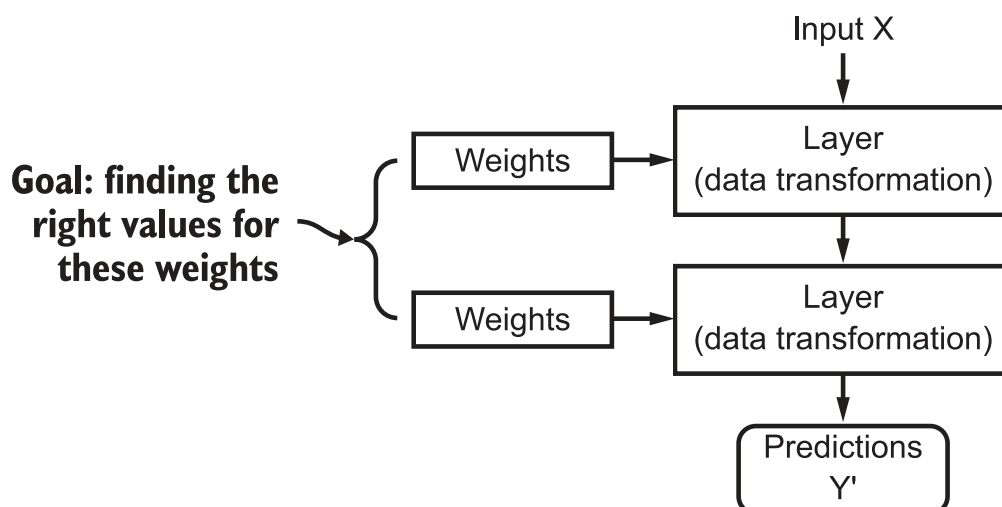 Input X
Layer
(data transformation)
Weights
Goal: finding the
right values for
these weights
Layer
(data transformation)
Weights
Predictions
Y'